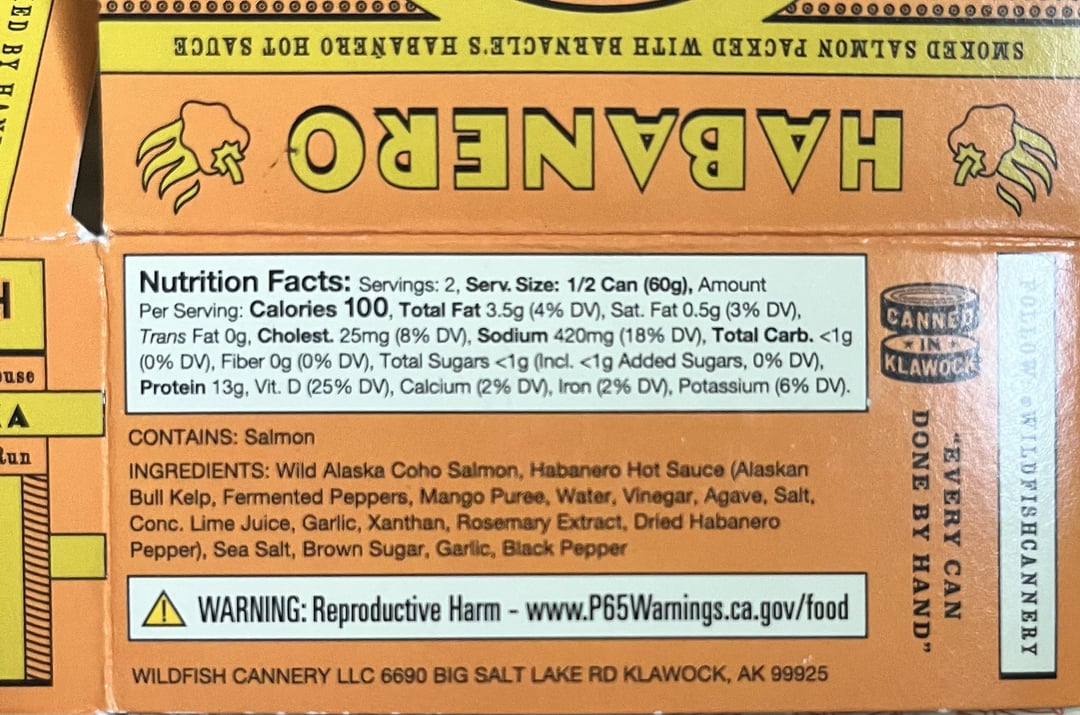 SMOKED SALMON PACKED WITH BARNACLE'S HABAÑERO HOT SAUCE
HABANERO
Nutrition Facts: Servings: 2, Serv. Size: 1/2 Can (60g), Amount
Per Serving: Calories 100, Total Fat 3.5g (4% DV), Sat. Fat 0.5g (3% DV),
Trans Fat 0g, Cholest. 25mg (8% DV), Sodium 420mg (18% DV), Total Carb. <1g
(0% DV), Fiber 0g (0% DV), Total Sugars <1g (Incl. <1g Added Sugars, 0% DV),
Protein 13g, Vit. D (25% DV), Calcium (2% DV), Iron (2% DV), Potassium (6% DV).
CONTAINS: Salmon
INGREDIENTS: Wild Alaska Coho Salmon, Habanero Hot Sauce (Alaskan
Bull Kelp, Fermented Peppers, Mango Puree, Water, Vinegar, Agave, Salt,
Conc. Lime Juice, Garlic, Xanthan, Rosemary Extract, Dried Habanero
Pepper), Sea Salt, Brown Sugar, Garlic, Black Pepper
WARNING: Reproductive Harm - www.P65Warnings.ca.gov/food
WILDFISH CANNERY LLC 6690 BIG SALT LAKE RD KLAWOCK, AK 99925
CANNED
IN
KLAWOCK
"EVERY CAN
DONE BY HAND"
FOLLOW @WILDFISHCANNERY
BY